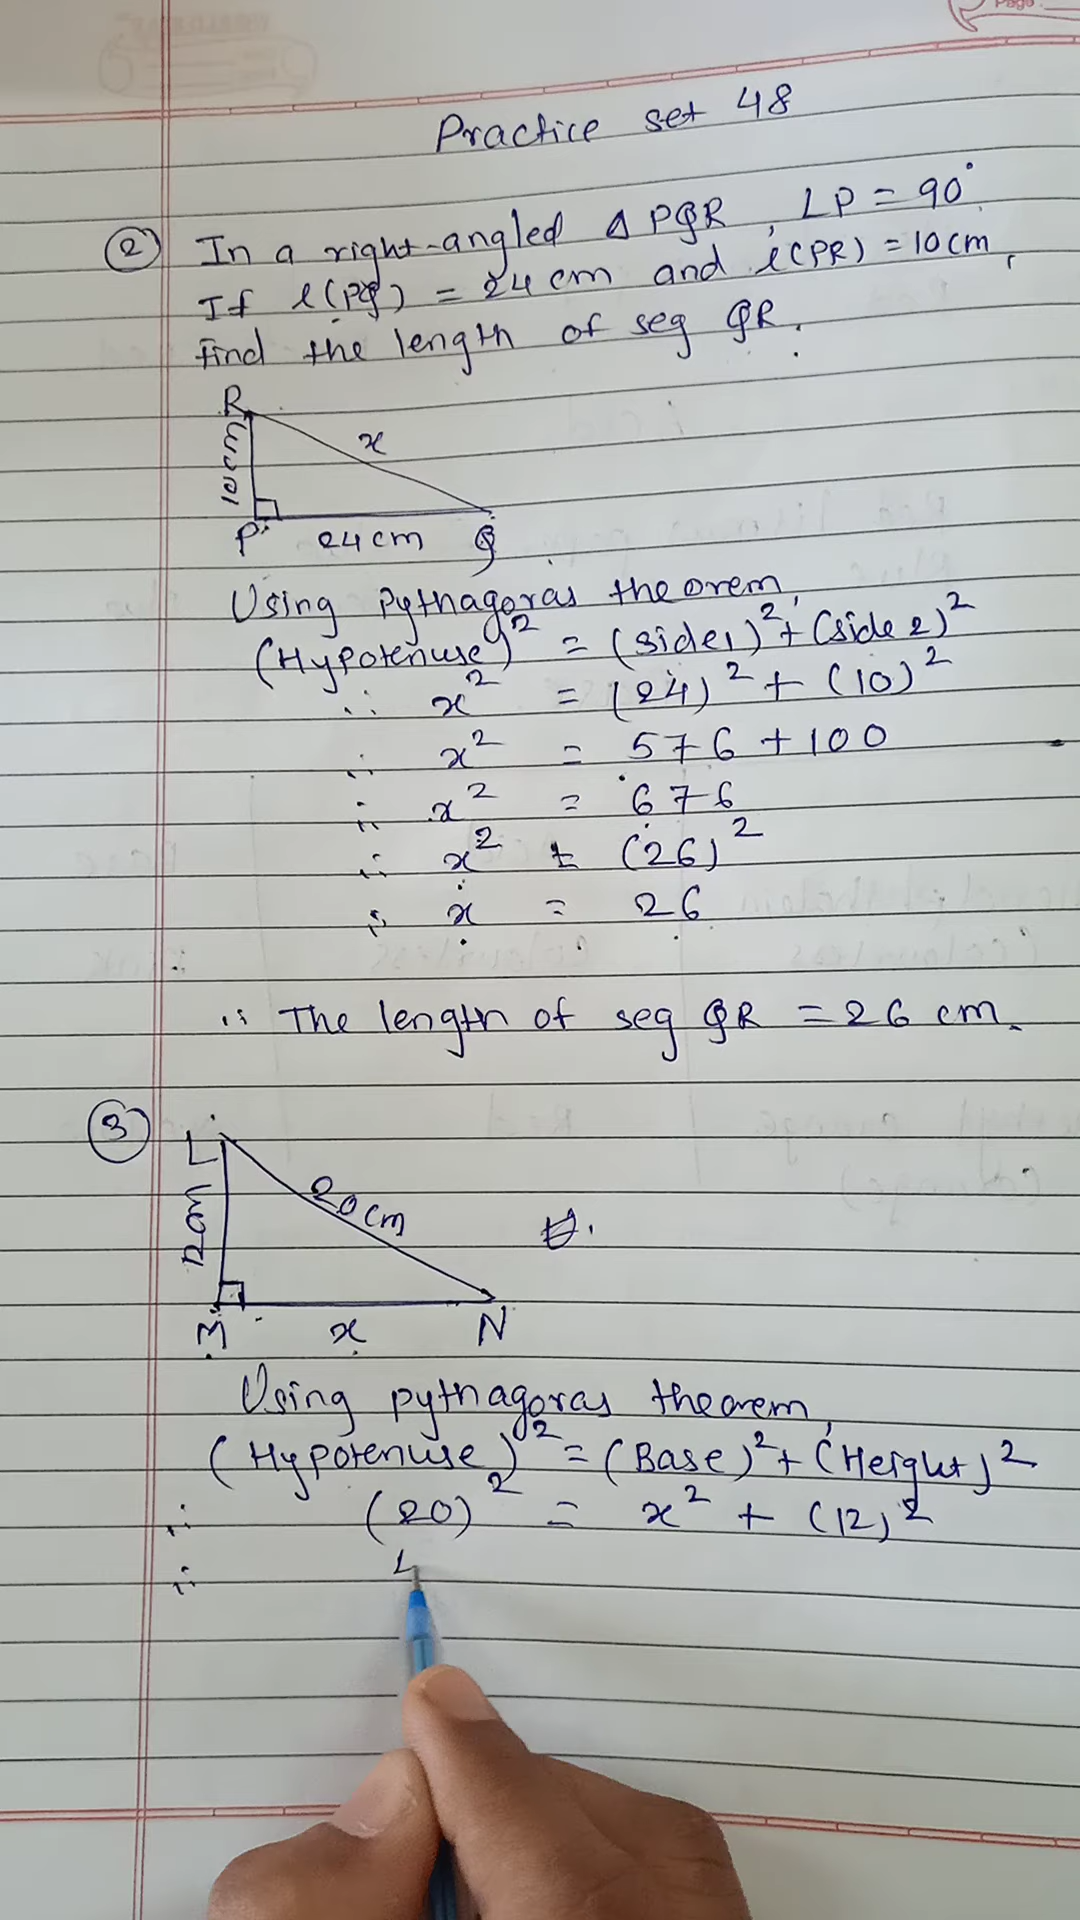 Page
Practice set 48
② In a right-angled Δ PQR, ∠P = 90°.
If l(PQ) = 24 cm and l(PR) = 10 cm,
Find the length of seg QR.
R
10 cm
x
P 24 cm Q
Using Pythagoras theorem,
(Hypotenuse)² = (side1)² + (side 2)²
∴ x² = (24)² + (10)²
∴ x² = 576 + 100
∴ x² = 676
∴ x² = (26)²
∴ x = 26
∴ The length of seg QR = 26 cm.
③ L
12 cm
20 cm
M x N
Using pythagoras theorem,
(Hypotenuse)² = (Base)² + (Height)²
∴ (20)² = x² + (12)²
∴ 4